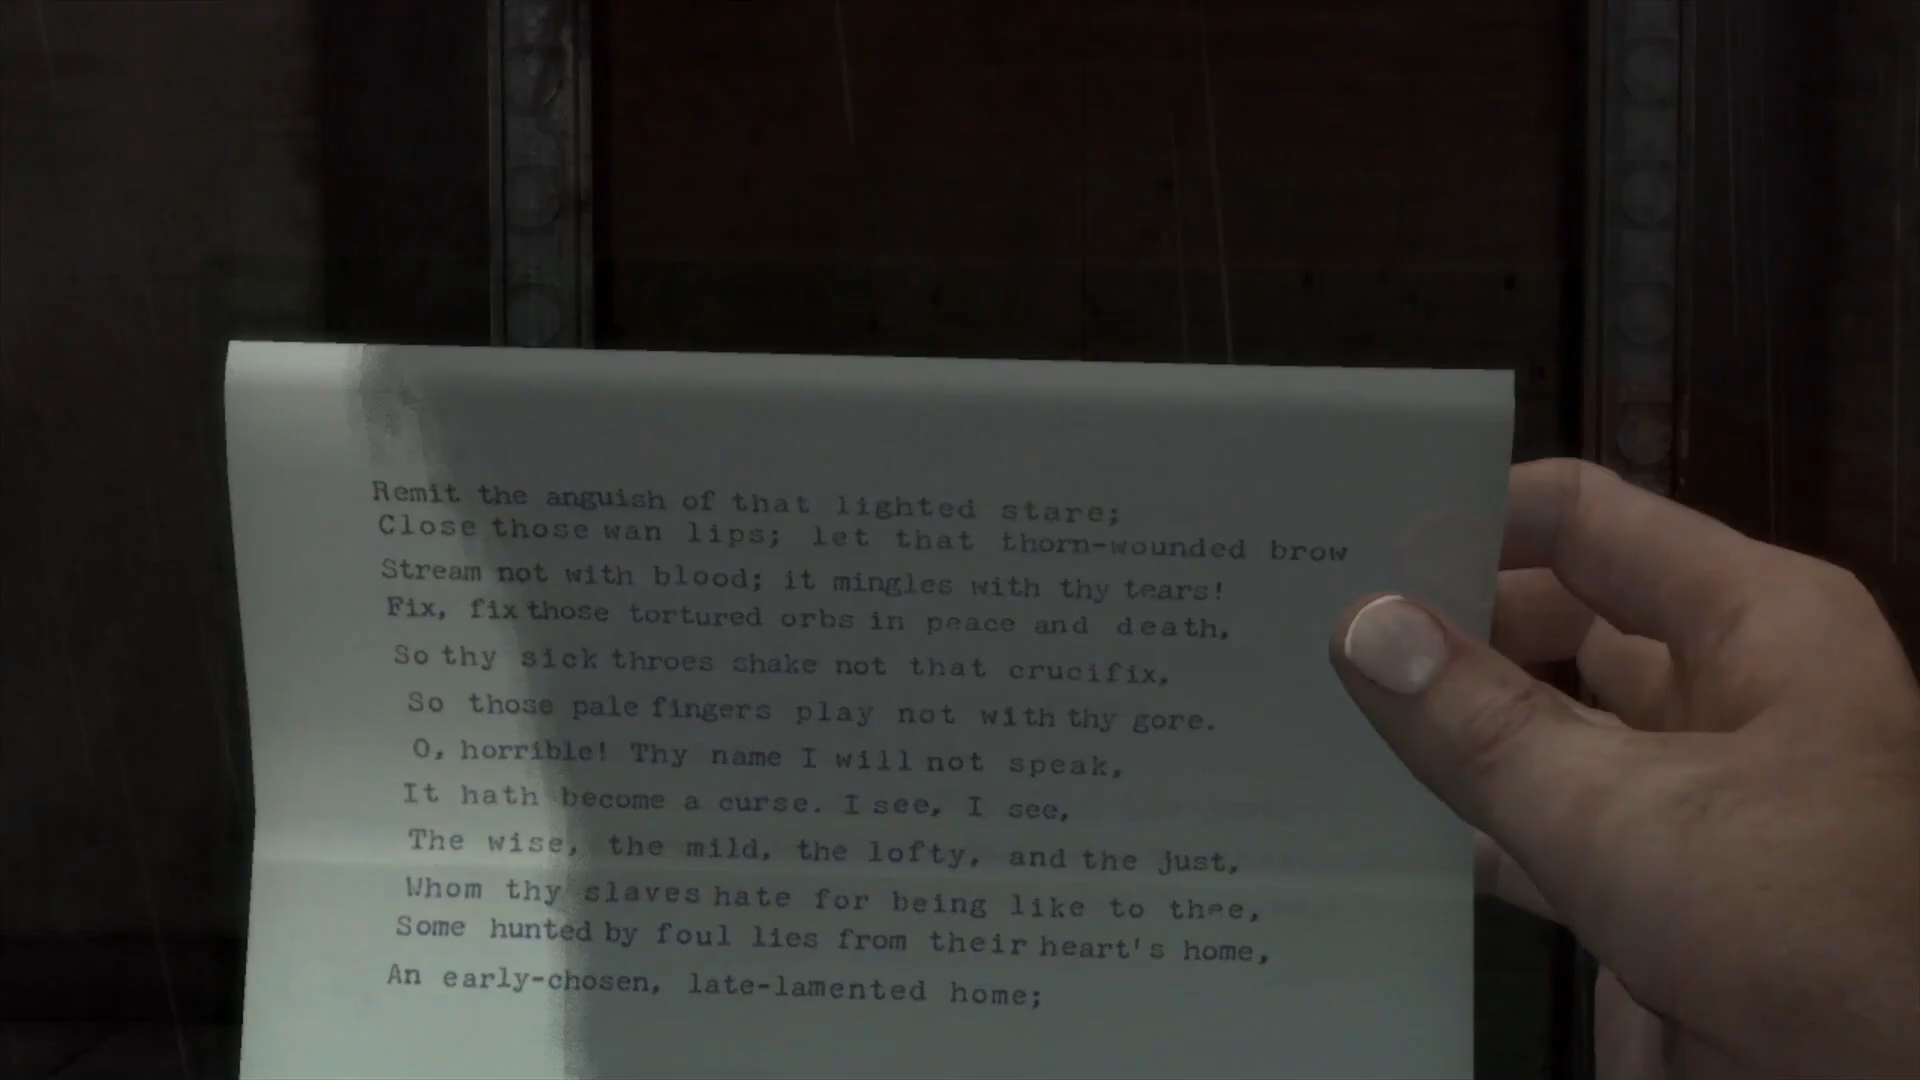 Remit the anguish of that lighted stare;
Close those wan lips; let that thorn-wounded brow
Stream not with blood; it mingles with thy tears!
Fix, fix those tortured orbs in peace and death,
So thy sick throes shake not that crucifix,
So those pale fingers play not with thy gore.
O, horrible! Thy name I will not speak,
It hath become a curse. I see, I see,
The wise, the mild, the lofty, and the just,
Whom thy slaves hate for being like to thee,
Some hunted by foul lies from their heart's home,
An early-chosen, late-lamented home;